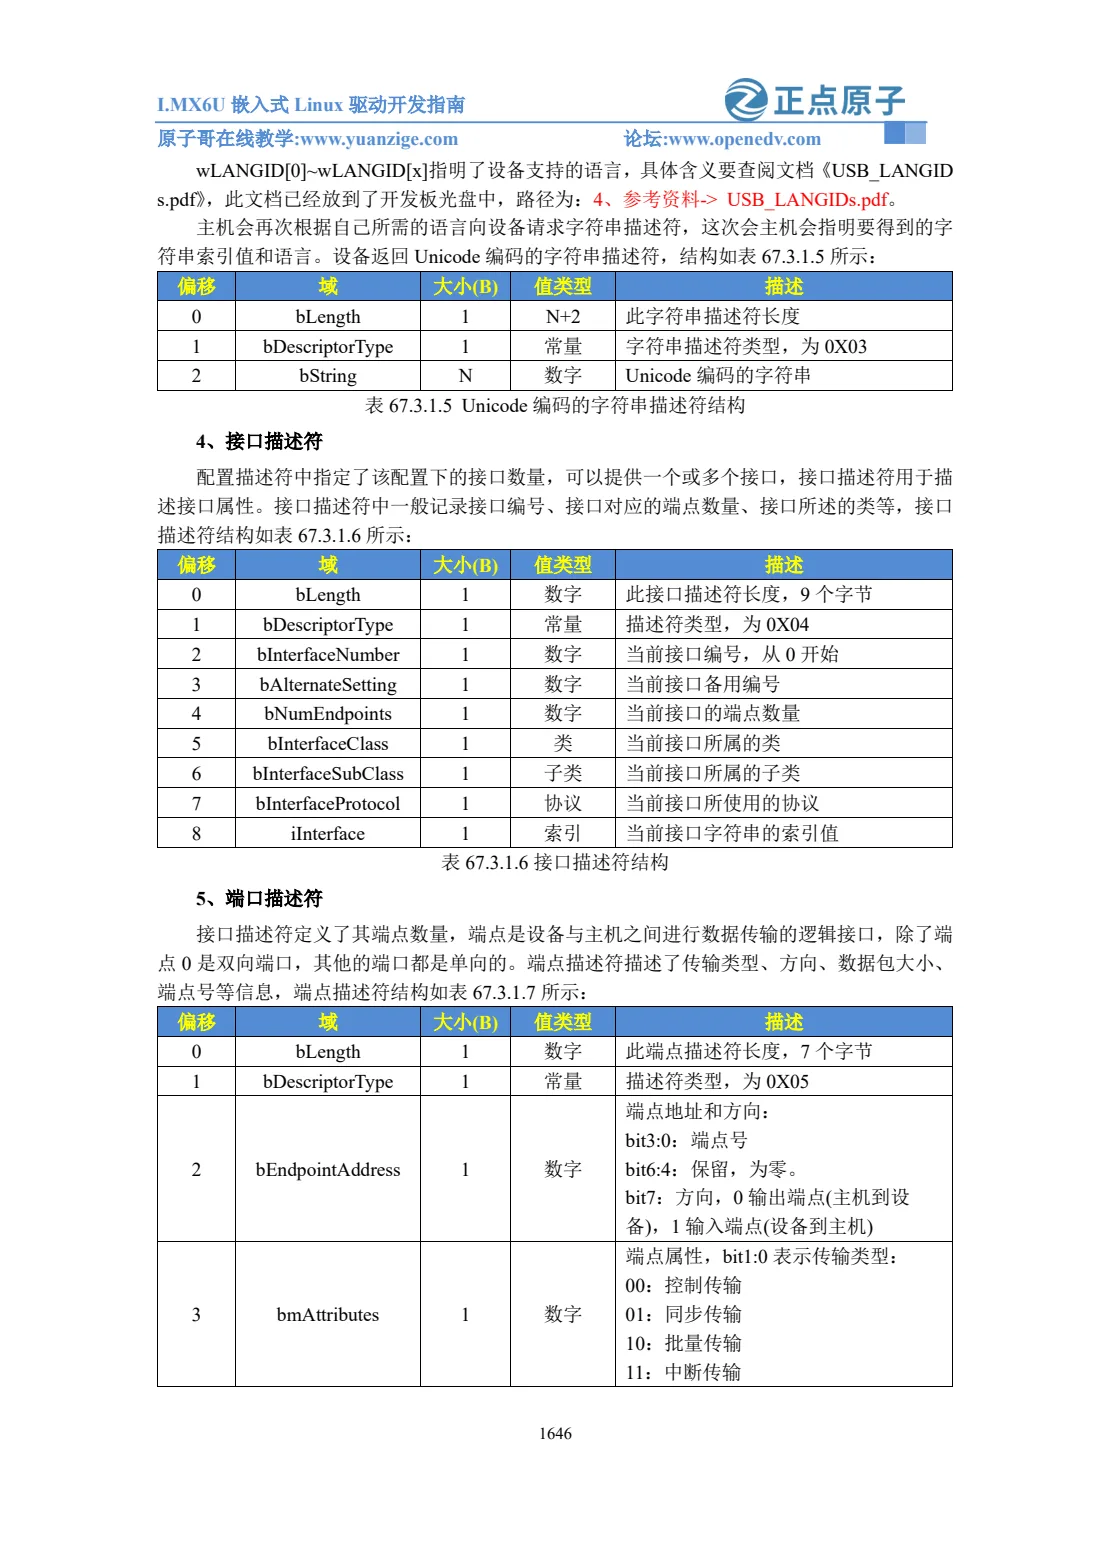 I.MX6U 嵌入式 Linux 驱动开发指南
正点原子
原子哥在线教学:www.yuanzige.com 论坛:www.openedv.com
wLANGID[0]~wLANGID[x]指明了设备支持的语言，具体含义要查阅文档《USB_LANGID
s.pdf》，此文档已经放到了开发板光盘中，路径为：4、参考资料-> USB_LANGIDs.pdf。
主机会再次根据自己所需的语言向设备请求字符串描述符，这次会主机会指明要得到的字
符串索引值和语言。设备返回 Unicode 编码的字符串描述符，结构如表 67.3.1.5 所示：
偏移 域 大小(B) 值类型 描述
0 bLength 1 N+2 此字符串描述符长度
1 bDescriptorType 1 常量 字符串描述符类型，为 0X03
2 bString N 数字 Unicode 编码的字符串
表 67.3.1.5 Unicode 编码的字符串描述符结构
4、接口描述符
配置描述符中指定了该配置下的接口数量，可以提供一个或多个接口，接口描述符用于描
述接口属性。接口描述符中一般记录接口编号、接口对应的端点数量、接口所述的类等，接口
描述符结构如表 67.3.1.6 所示：
偏移 域 大小(B) 值类型 描述
0 bLength 1 数字 此接口描述符长度，9 个字节
1 bDescriptorType 1 常量 描述符类型，为 0X04
2 bInterfaceNumber 1 数字 当前接口编号，从 0 开始
3 bAlternateSetting 1 数字 当前接口备用编号
4 bNumEndpoints 1 数字 当前接口的端点数量
5 bInterfaceClass 1 类 当前接口所属的类
6 bInterfaceSubClass 1 子类 当前接口所属的子类
7 bInterfaceProtocol 1 协议 当前接口所使用的协议
8 iInterface 1 索引 当前接口字符串的索引值
表 67.3.1.6 接口描述符结构
5、端口描述符
接口描述符定义了其端点数量，端点是设备与主机之间进行数据传输的逻辑接口，除了端
点 0 是双向端口，其他的端口都是单向的。端点描述符描述了传输类型、方向、数据包大小、
端点号等信息，端点描述符结构如表 67.3.1.7 所示：
偏移 域 大小(B) 值类型 描述
0 bLength 1 数字 此端点描述符长度，7 个字节
1 bDescriptorType 1 常量 描述符类型，为 0X05
2 bEndpointAddress 1 数字 端点地址和方向：
bit3:0：端点号
bit6:4：保留，为零。
bit7：方向，0 输出端点(主机到设
备)，1 输入端点(设备到主机)
3 bmAttributes 1 数字 端点属性，bit1:0 表示传输类型：
00：控制传输
01：同步传输
10：批量传输
11：中断传输
1646